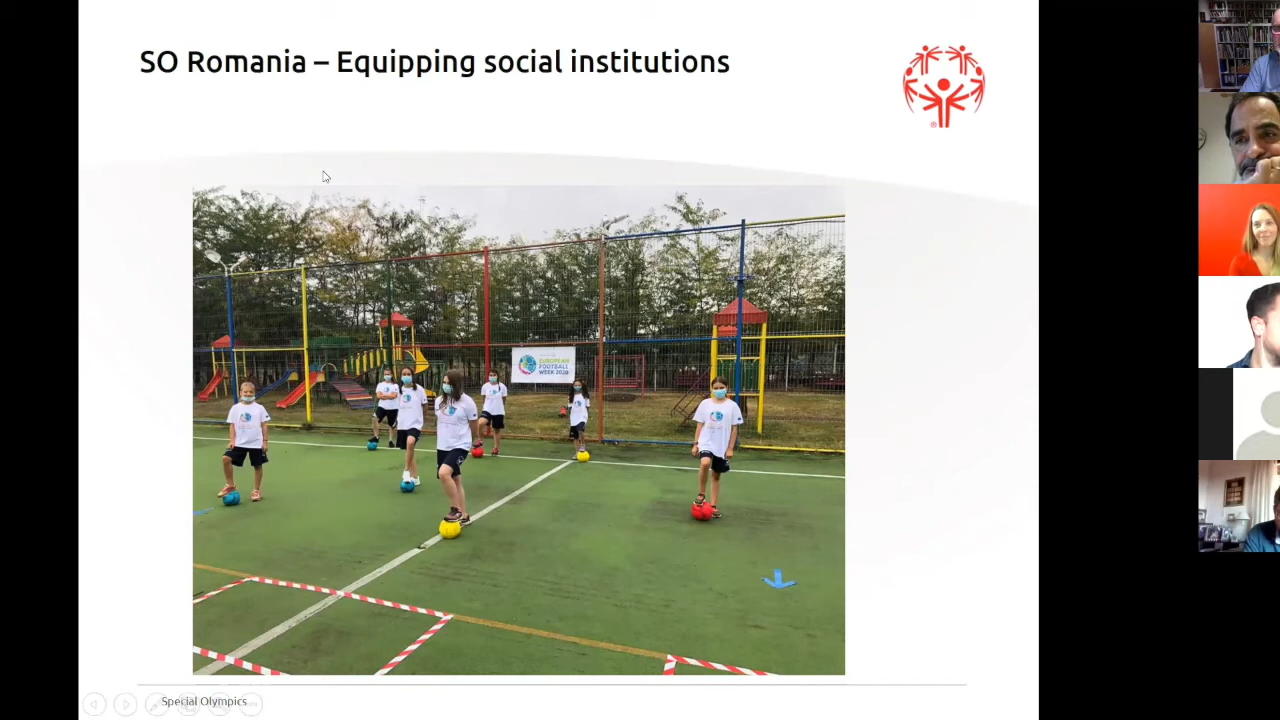 SO Romania – Equipping social institutions
®
EUROPEAN
FOOTBALL
WEEK 2020
Special Olympics